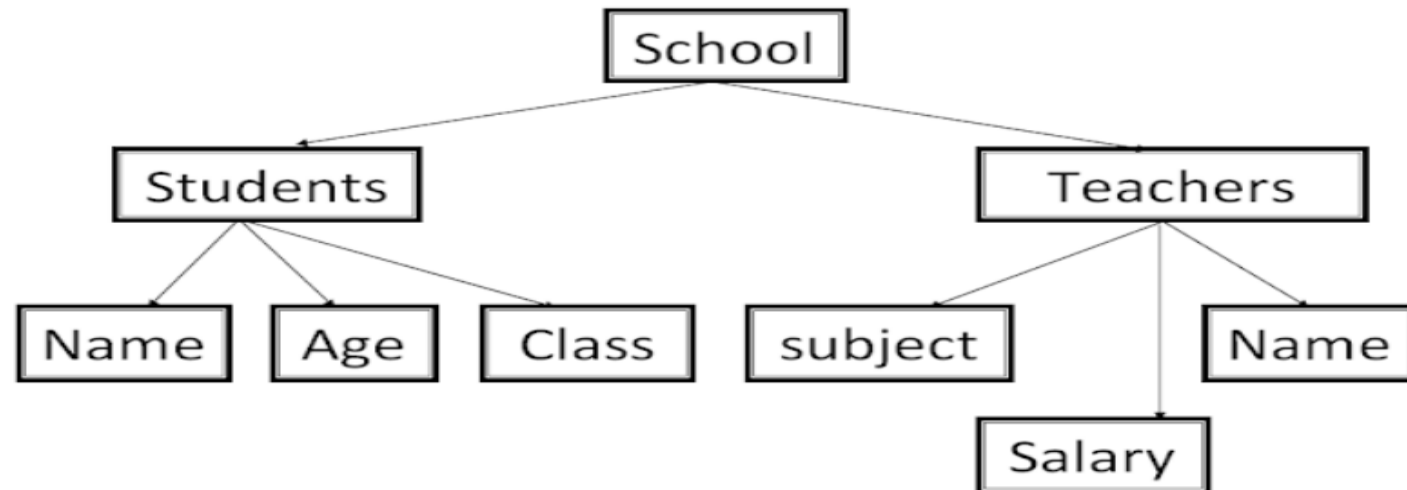 School
Students
Teachers
Name
Age
Class
subject
Name
Salary